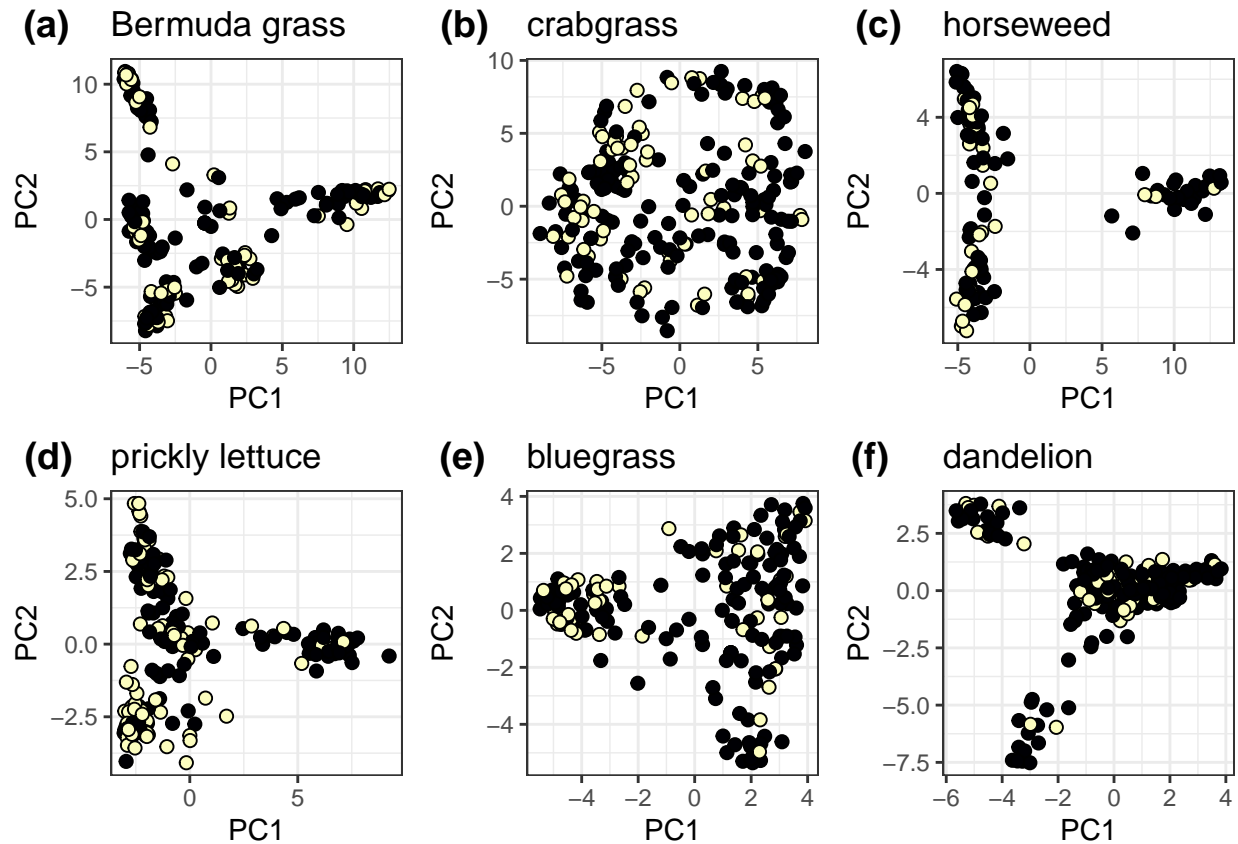 (a) Bermuda grass
10
5
0
−5
−5 0 5 10
PC1
PC2
(b) crabgrass
10
5
0
−5
−5 0 5
PC1
PC2
(c) horseweed
4
0
−4
−5 0 5 10
PC1
PC2
(d) prickly lettuce
5.0
2.5
0.0
−2.5
0 5
PC1
PC2
(e) bluegrass
4
2
0
−2
−4
−4 −2 0 2 4
PC1
PC2
(f) dandelion
2.5
0.0
−2.5
−5.0
−7.5
−6 −4 −2 0 2 4
PC1
PC2